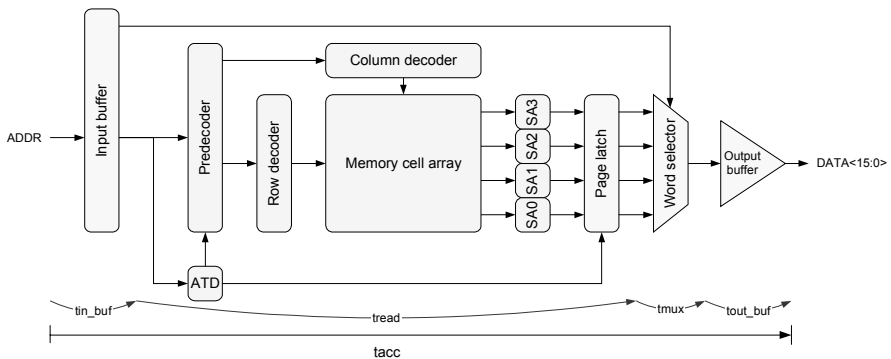 ADDR
Input buffer
Predecoder
Row decoder
Column decoder
Memory cell array
SA3
SA2
SA1
SA0
Page latch
Word selector
Output
buffer
DATA<15:0>
ATD
tin_buf
tread
tmux
tout_buf
tacc